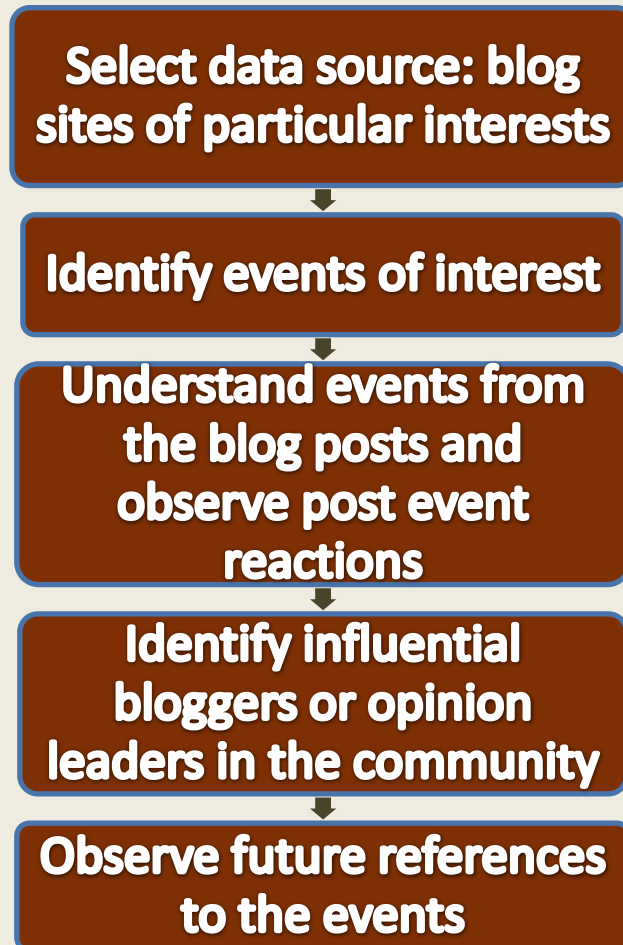 Select data source: blog
sites of particular interests
Identify events of interest
Understand events from
the blog posts and
observe post event
reactions
Identify influential
bloggers or opinion
leaders in the community
Observe future references
to the events